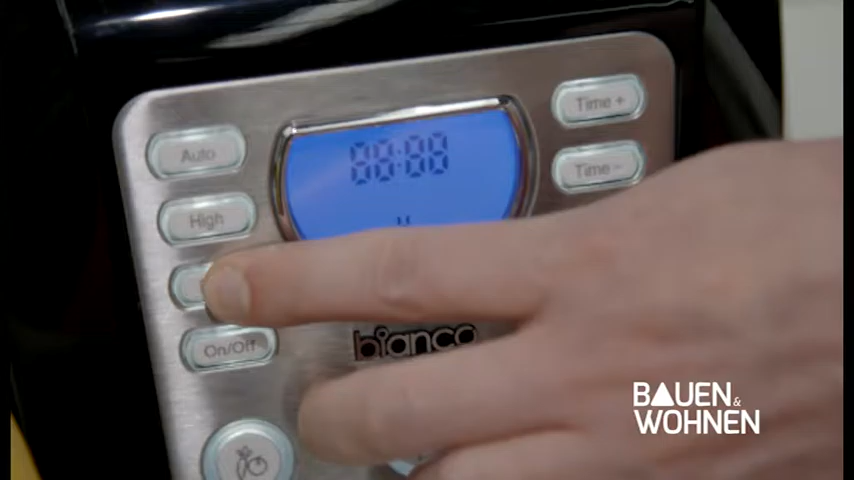 Auto
88:88
Time +
High
Time -
On/Off
bianco
BAUEN &
WOHNEN